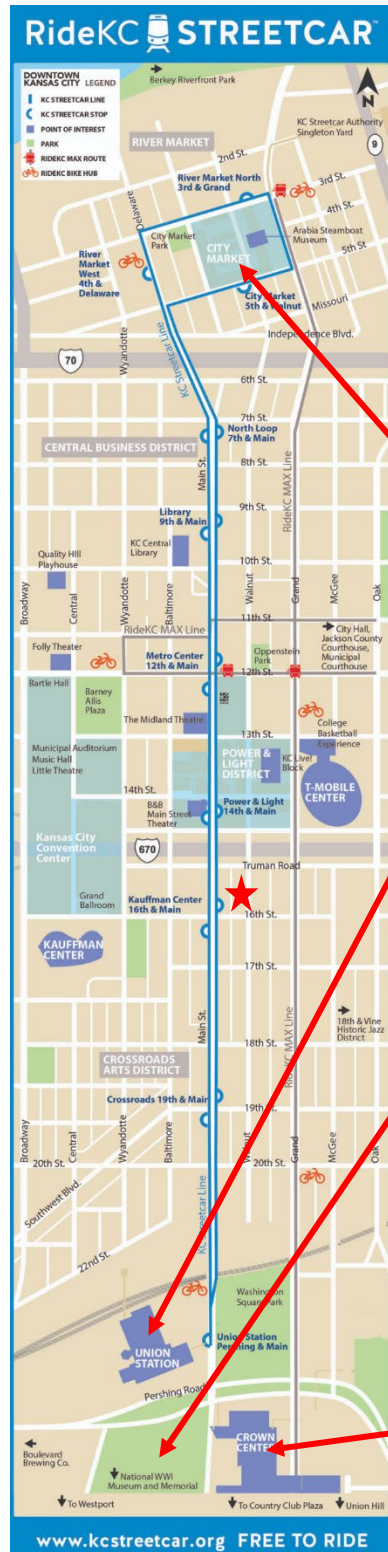 RideKC STREETCAR™
DOWNTOWN
KANSAS CITY LEGEND
KC STREETCAR LINE
KC STREETCAR STOP
POINT OF INTEREST
PARK
RIDEKC MAX ROUTE
RIDEKC BIKE HUB
Berkey Riverfront Park
N
KC Streetcar Authority
Singleton Yard
9
RIVER MARKET
2nd St.
River Market North
3rd & Grand
3rd St.
4th St.
5th St
Delaware
City Market
Park
CITY
MARKET
Arabia Steamboat
Museum
River
Market
West
4th &
Delaware
City Market
5th & Walnut
Missouri
Independence Blvd.
Wyandotte
KC Streetcar Line
70
6th St.
7th St.
North Loop
7th & Main
CENTRAL BUSINESS DISTRICT
Main St.
8th St.
RideKC MAX Line
Library
9th & Main
9th St.
KC Central
Library
10th St.
Quality Hill
Playhouse
Broadway
Central
Wyandotte
Baltimore
Walnut
Grand
McGee
Oak
11th St.
RideKC MAX Line
City Hall,
Jackson County
Courthouse,
Municipal
Courthouse
Folly Theater
Metro Center
12th & Main
Oppenstein
Park
12th St.
Bartle Hall
Barney
Allis
Plaza
The Midland Theatre
13th St.
College
Basketball
Experience
Municipal Auditorium
Music Hall
Little Theatre
POWER &
LIGHT
DISTRICT
KC Live!
Block
T-MOBILE
CENTER
14th St.
B&B
Main Street
Theater
Power & Light
14th & Main
Kansas City
Convention
Center
670
Truman Road
Grand
Ballroom
Kauffman Center
16th & Main
16th St.
KAUFFMAN
CENTER
17th St.
Main St.
18th & Vine
Historic Jazz
District
18th St.
RideKC MAX Line
CROSSROADS
ARTS DISTRICT
Crossroads 19th & Main
19th St.
Broadway
Central
Wyandotte
Baltimore
Walnut
Grand
McGee
Oak
20th St.
20th St.
Southwest Blvd.
KC Streetcar Line
22nd St.
Washington
Square Park
UNION
STATION
Union Station
Pershing & Main
Pershing Road
CROWN
CENTER
Boulevard
Brewing Co.
National WWI
Museum and Memorial
To Westport
To Country Club Plaza
Union Hill
www.kcstreetcar.org FREE TO RIDE